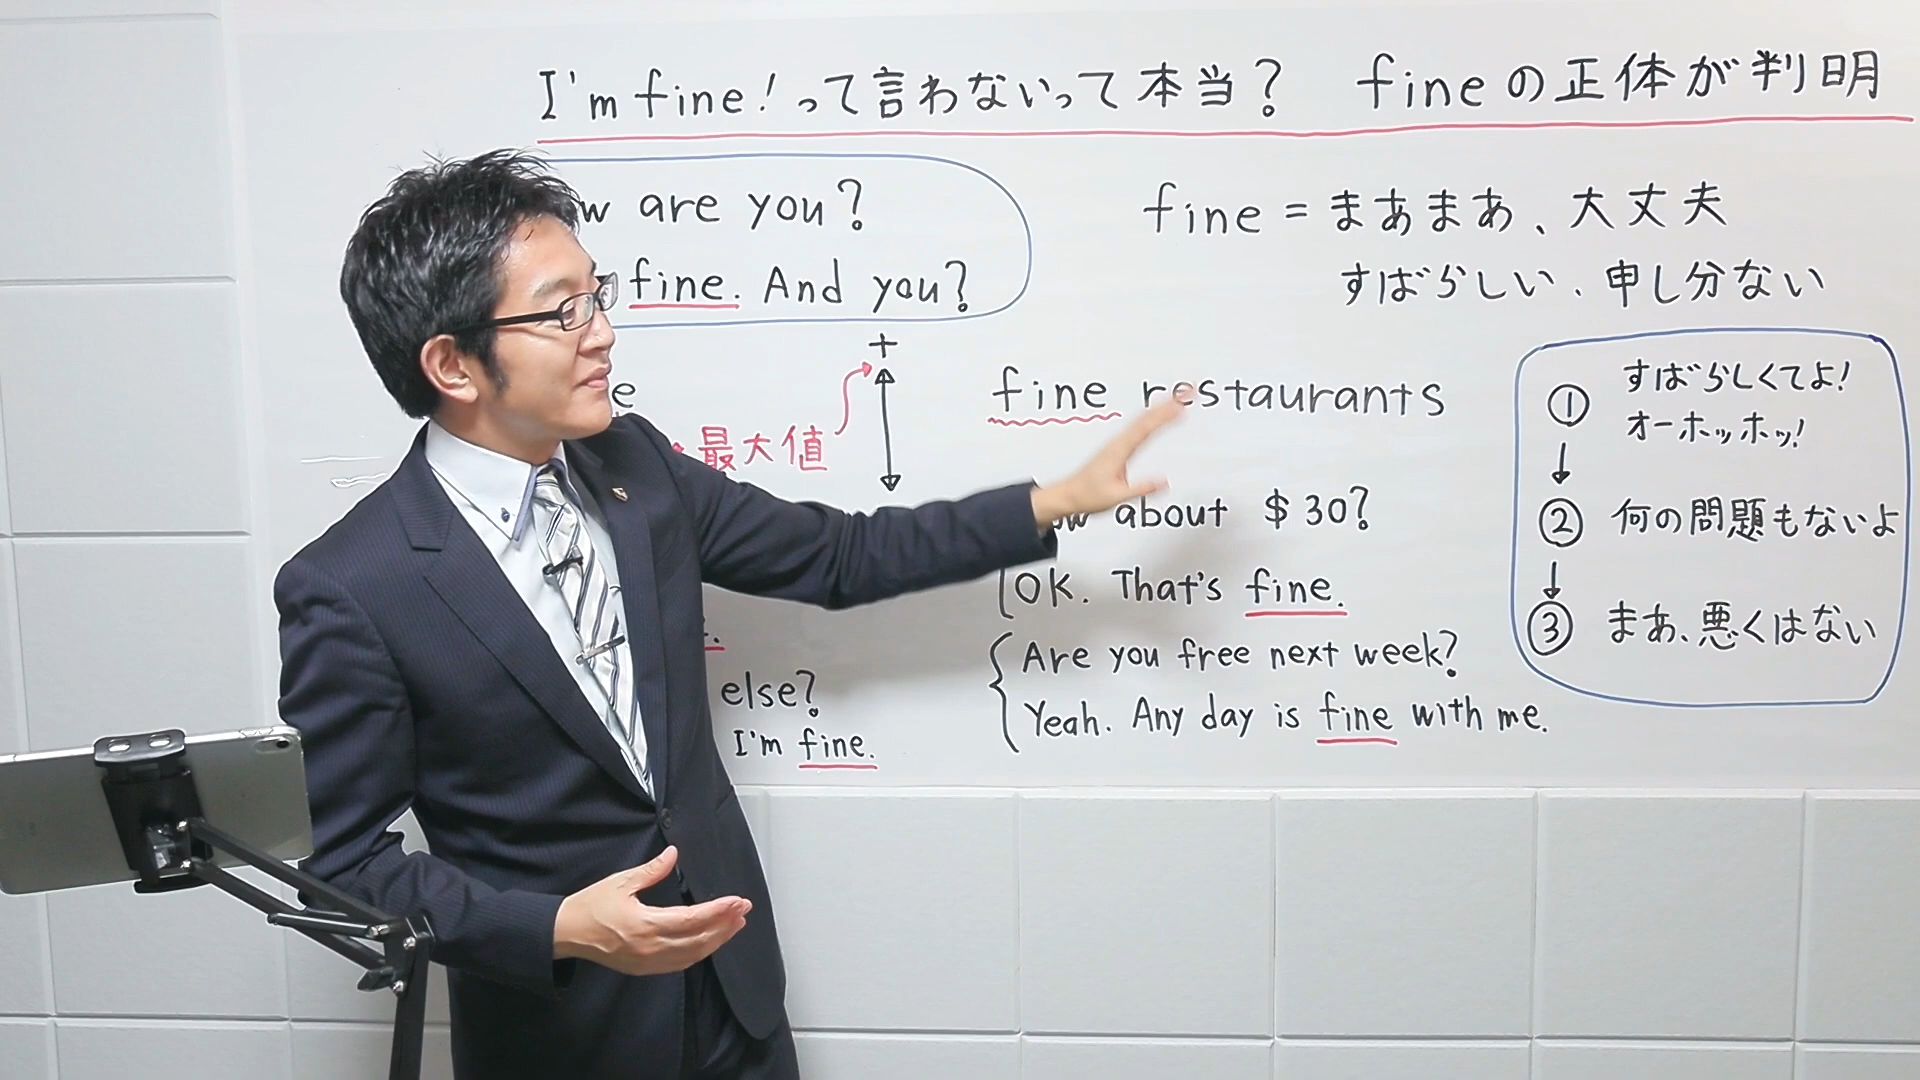 I'm fine!って言わないって本当? fineの正体が判明
are you?
fine. And you?
fine = まあまあ、大丈夫
すばらしい、申し分ない
+
最大値
fine restaurants
about $30?
OK. That's fine.
Are you free next week?
Yeah. Any day is fine with me.
else?
I'm fine.
① すばらしくてよ!
オーホッホッ!
② 何の問題もないよ
③ まあ、悪くはない